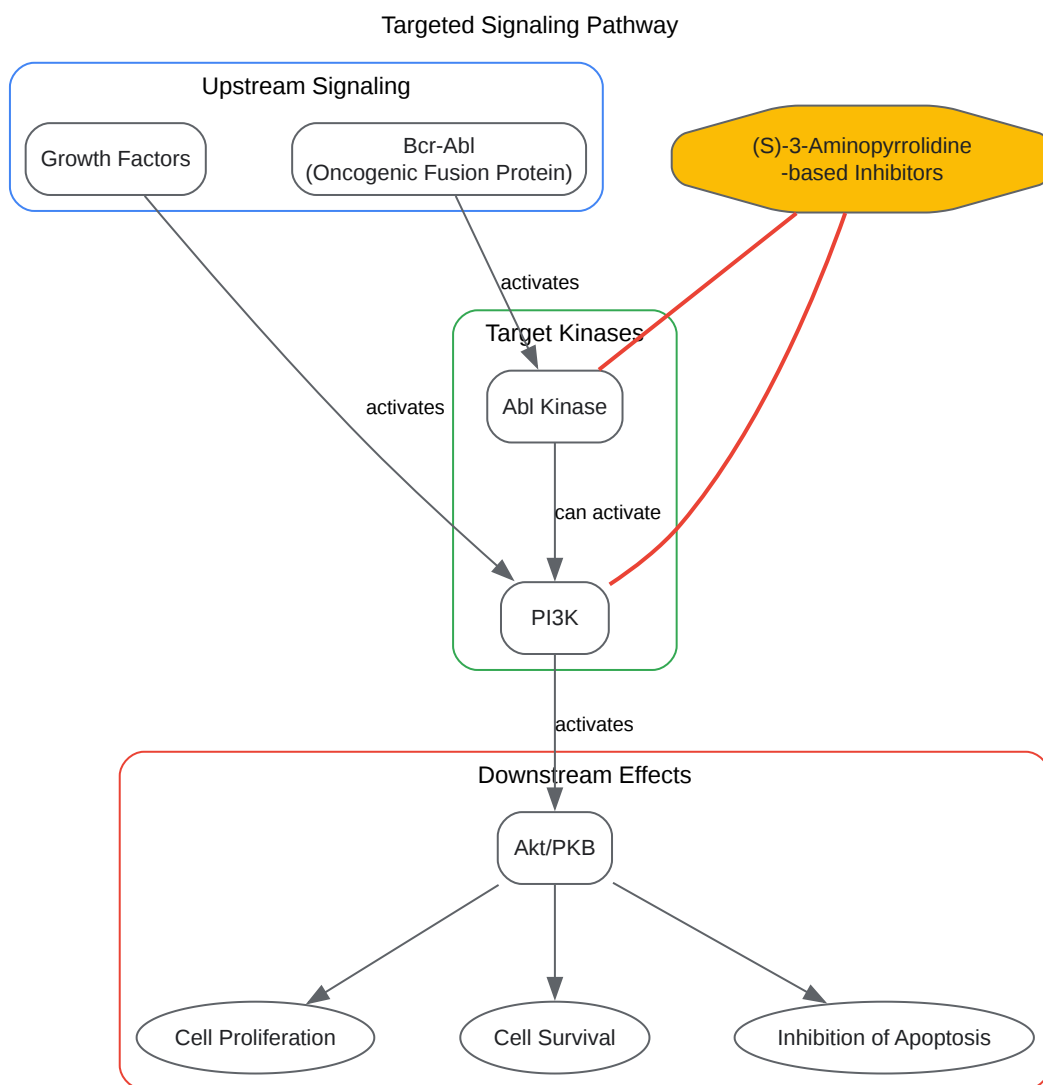 Targeted Signaling Pathway
Upstream Signaling
Growth Factors
Bcr-Abl
(Oncogenic Fusion Protein)
(S)-3-Aminopyrrolidine
-based Inhibitors
activates
Target Kinases
Abl Kinase
activates
can activate
PI3K
activates
Downstream Effects
Akt/PKB
Cell Proliferation
Cell Survival
Inhibition of Apoptosis